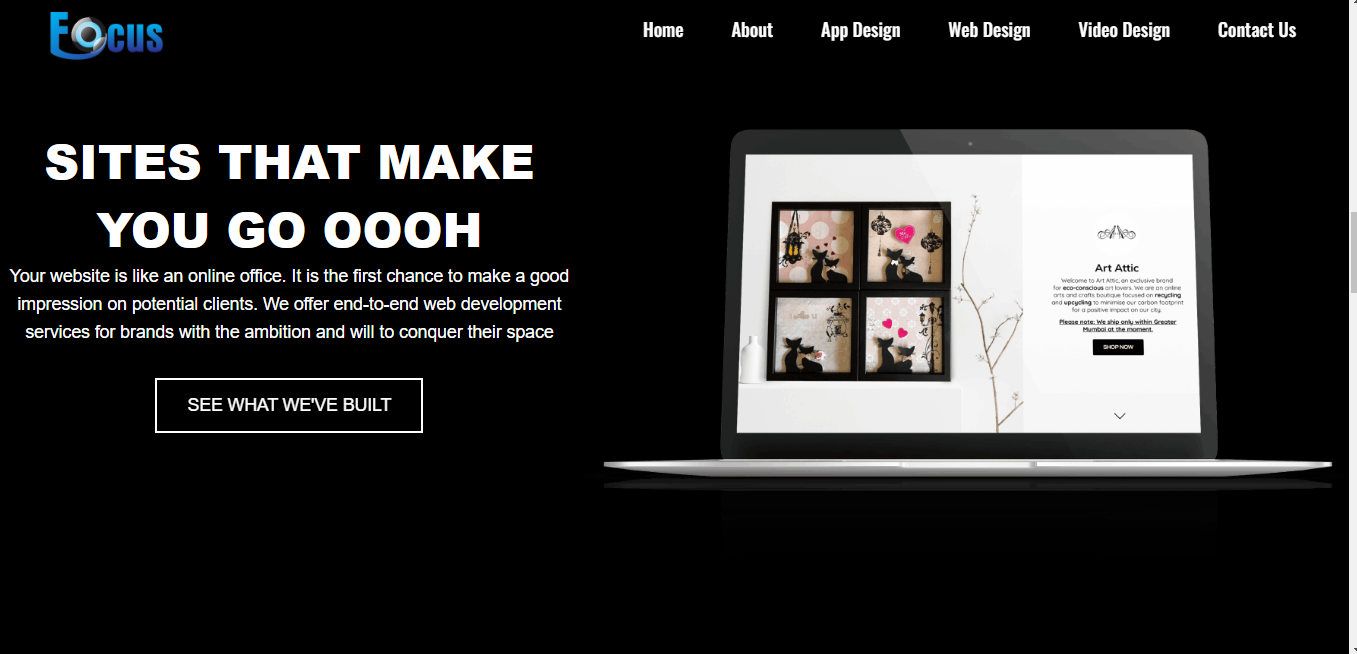 Focus
Home About App Design Web Design Video Design Contact Us
SITES THAT MAKE
YOU GO OOOH
Your website is like an online office. It is the first chance to make a good
impression on potential clients. We offer end-to-end web development
services for brands with the ambition and will to conquer their space
SEE WHAT WE'VE BUILT
Art Attic
Welcome to Art Attic, an exclusive brand
for eco-conscious art lovers. We are an online
arts and crafts boutique focused on recycling
and upcycling to minimise our carbon footprint
for a positive impact on our city.
Please note: We ship only within Greater
Mumbai at the moment.
SHOP NOW